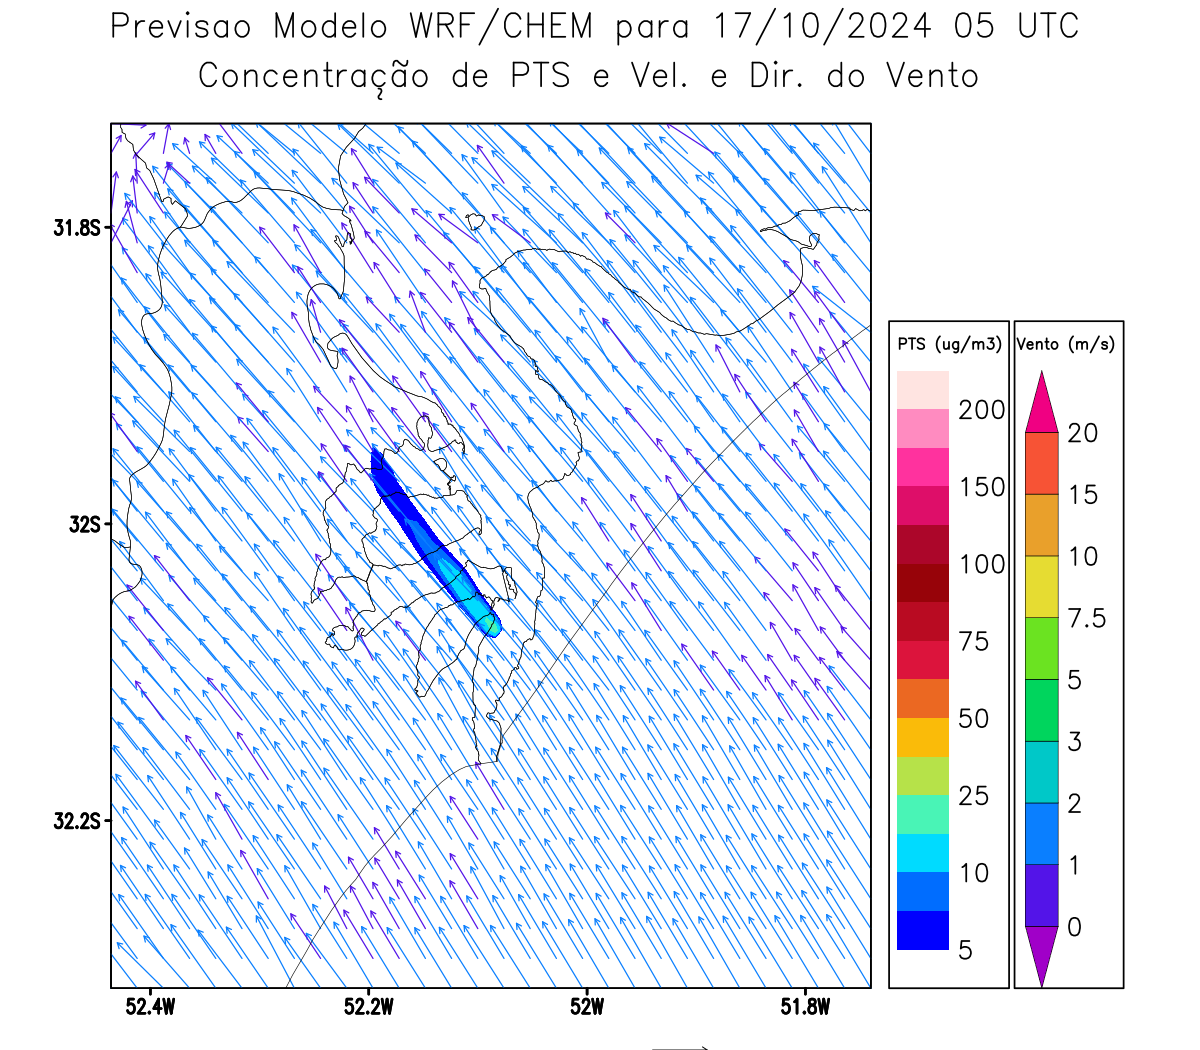 Previsao Modelo WRF/CHEM para 17/10/2024 05 UTC
Concentração de PTS e Vel. e Dir. do Vento
31.8S
32S
32.2S
52.4W
52.2W
52W
51.8W
PTS (ug/m3)
200
150
100
75
50
25
10
5
Vento (m/s)
20
15
10
7.5
5
3
2
1
0